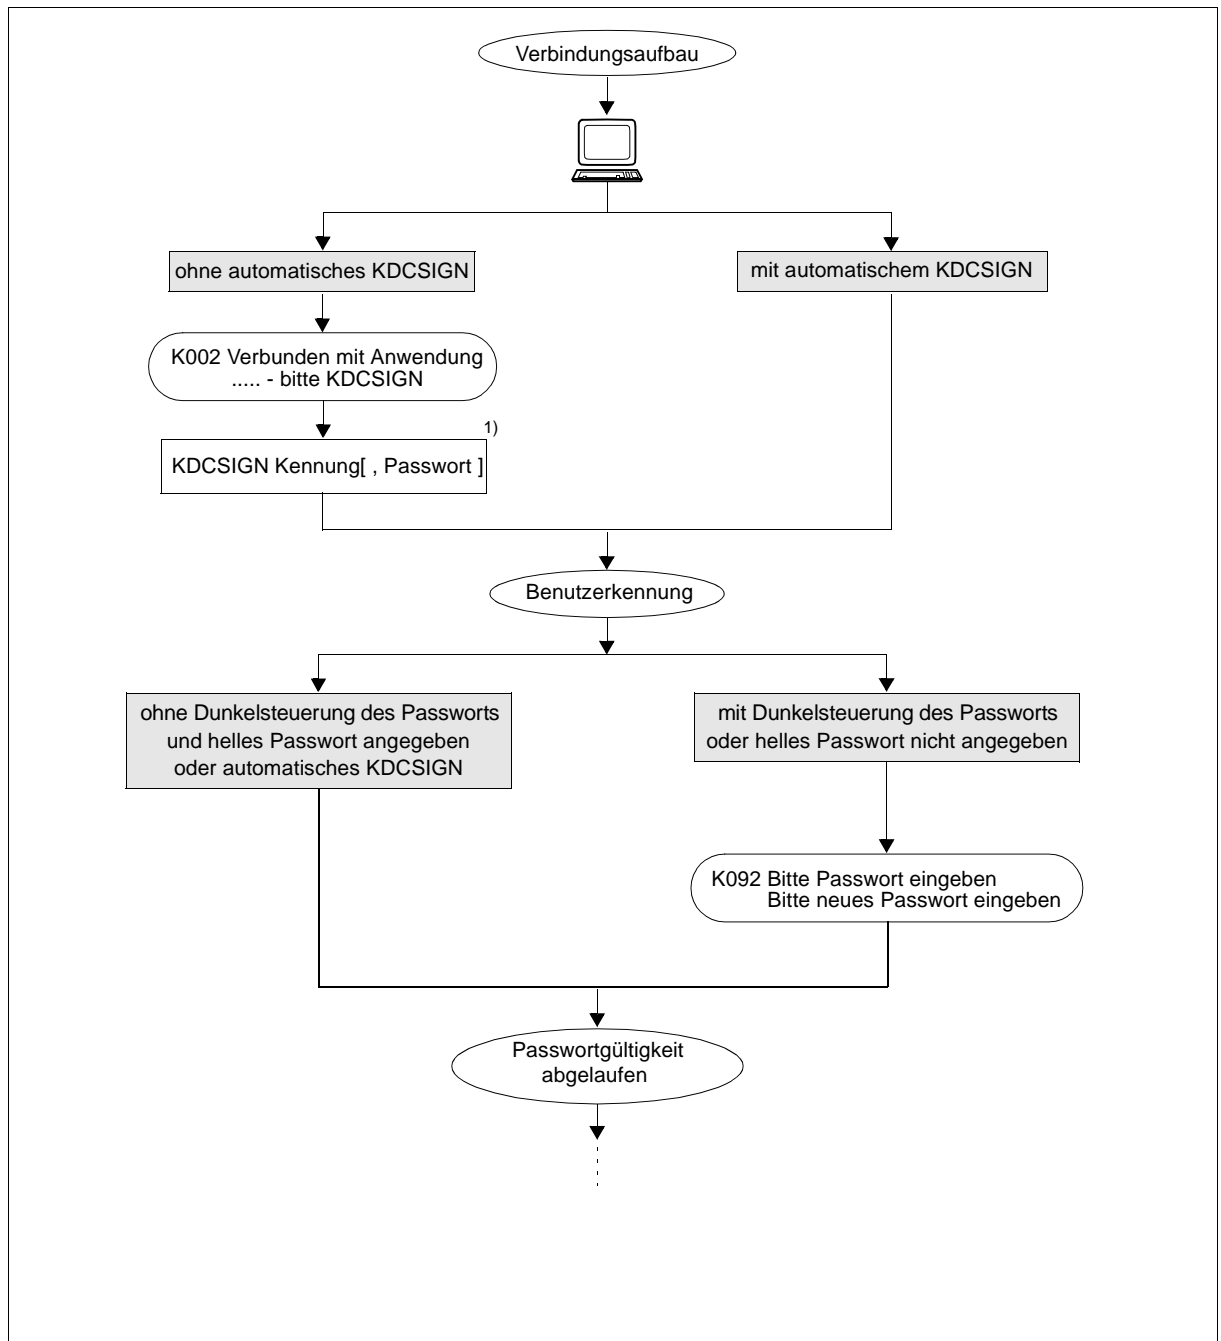 Verbindungsaufbau
ohne automatisches KDCSIGN
mit automatischem KDCSIGN
K002 Verbunden mit Anwendung
..... - bitte KDCSIGN
1)
KDCSIGN Kennung[ , Passwort ]
Benutzerkennung
ohne Dunkelsteuerung des Passworts
und helles Passwort angegeben
oder automatisches KDCSIGN
mit Dunkelsteuerung des Passworts
oder helles Passwort nicht angegeben
K092 Bitte Passwort eingeben
Bitte neues Passwort eingeben
Passwortgültigkeit
abgelaufen